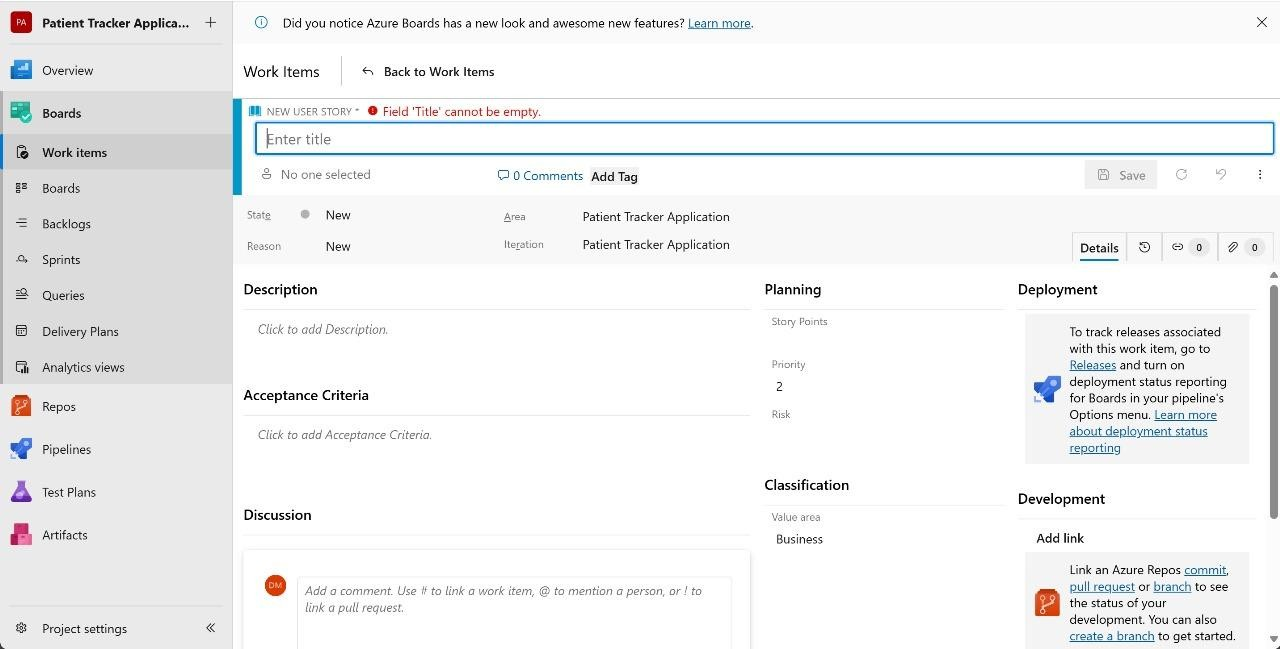 PA Patient Tracker Applica... +
Did you notice Azure Boards has a new look and awesome new features? Learn more.
Overview
Boards
Work items
Boards
Backlogs
Sprints
Queries
Delivery Plans
Analytics views
Repos
Pipelines
Test Plans
Artifacts
Project settings
Work Items
Back to Work Items
NEW USER STORY *
Field 'Title' cannot be empty.
Enter title
No one selected
0 Comments
Add Tag
Save
State
New
Area
Patient Tracker Application
Reason
New
Iteration
Patient Tracker Application
Details
0
0
Description
Click to add Description.
Acceptance Criteria
Click to add Acceptance Criteria.
Discussion
DM
Add a comment. Use # to link a work item, @ to mention a person, or ! to
link a pull request.
Planning
Story Points
Priority
2
Risk
Classification
Value area
Business
Deployment
To track releases associated
with this work item, go to
Releases and turn on
deployment status reporting
for Boards in your pipeline's
Options menu. Learn more
about deployment status
reporting
Development
Add link
Link an Azure Repos commit,
pull request or branch to see
the status of your
development. You can also
create a branch to get started.